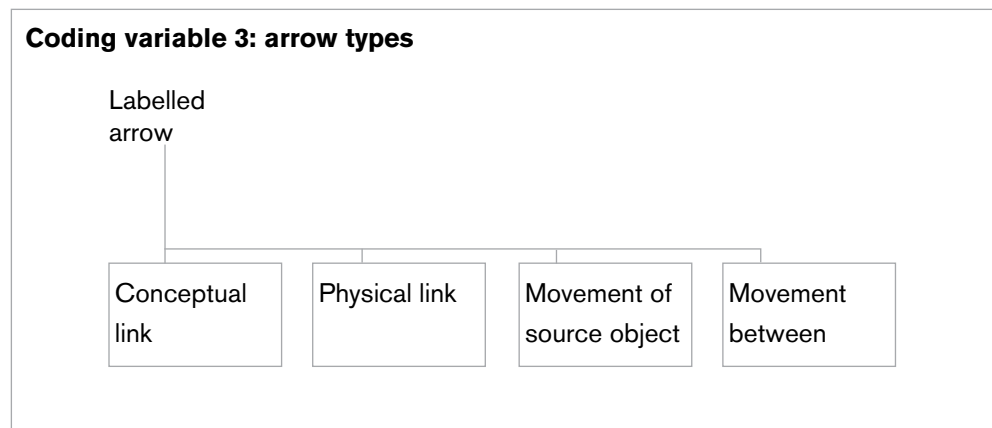 Coding variable 3: arrow types
Labelled
arrow
Conceptual
link
Physical link
Movement of
source object
Movement
between